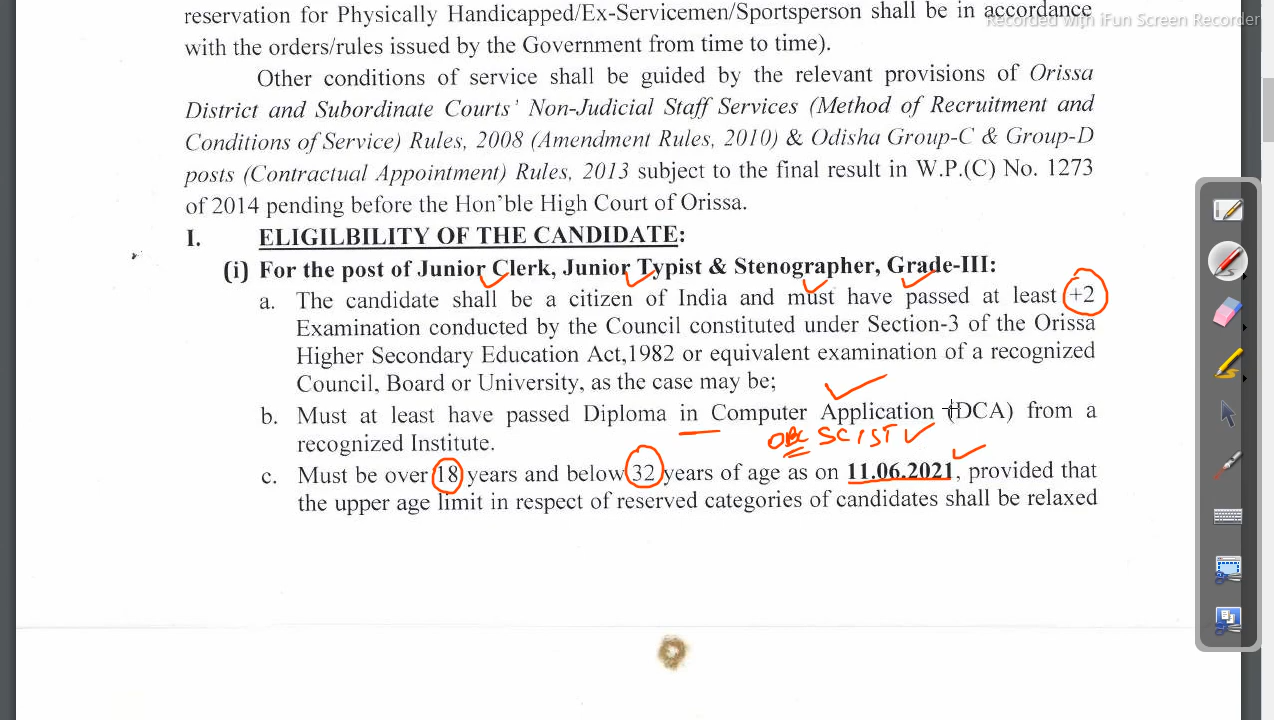 reservation for Physically Handicapped/Ex-Servicemen/Sportsperson shall be in accordance
Recorded with iFun Screen Recorder
with the orders/rules issued by the Government from time to time).
Other conditions of service shall be guided by the relevant provisions of Orissa
District and Subordinate Courts' Non-Judicial Staff Services (Method of Recruitment and
Conditions of Service) Rules, 2008 (Amendment Rules, 2010) & Odisha Group-C & Group-D
posts (Contractual Appointment) Rules, 2013 subject to the final result in W.P.(C) No. 1273
of 2014 pending before the Hon'ble High Court of Orissa.
I. ELIGILBILITY OF THE CANDIDATE:
(i) For the post of Junior Clerk, Junior Typist & Stenographer, Grade-III:
a. The candidate shall be a citizen of India and must have passed at least +2
Examination conducted by the Council constituted under Section-3 of the Orissa
Higher Secondary Education Act,1982 or equivalent examination of a recognized
Council, Board or University, as the case may be;
b. Must at least have passed Diploma in Computer Application (DCA) from a
recognized Institute.
OBC SC/ST
c. Must be over 18 years and below 32 years of age as on 11.06.2021, provided that
the upper age limit in respect of reserved categories of candidates shall be relaxed